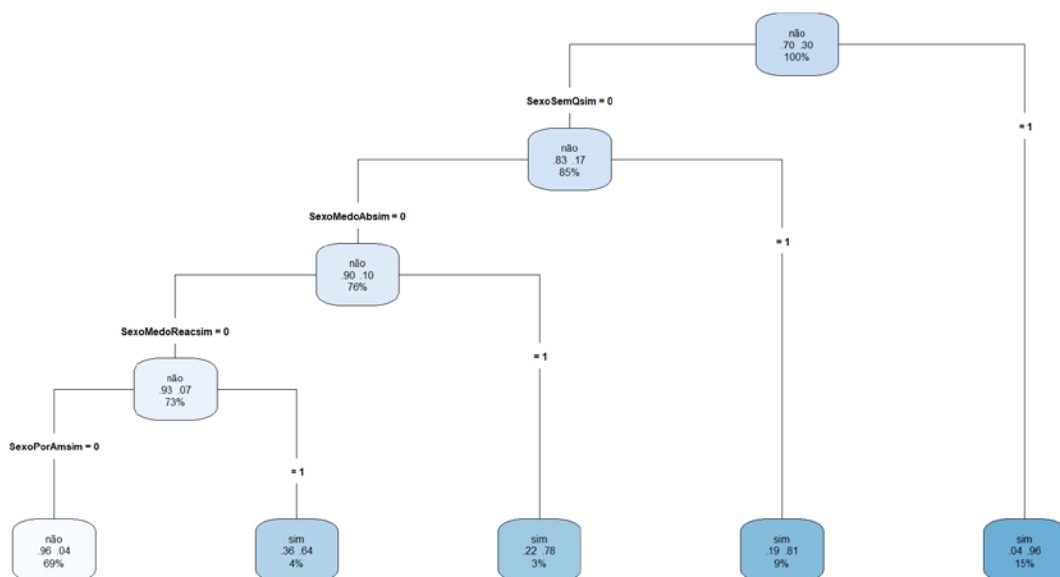 não
.70 .30
100%
SexoSemQsim = 0
= 1
não
.83 .17
85%
SexoMedoAbsim = 0
= 1
não
.90 .10
76%
SexoMedoReacsim = 0
= 1
não
.93 .07
73%
SexoPorAmsim = 0
= 1
não
.96 .04
69%
sim
.36 .64
4%
sim
.22 .78
3%
sim
.19 .81
9%
sim
.04 .96
15%